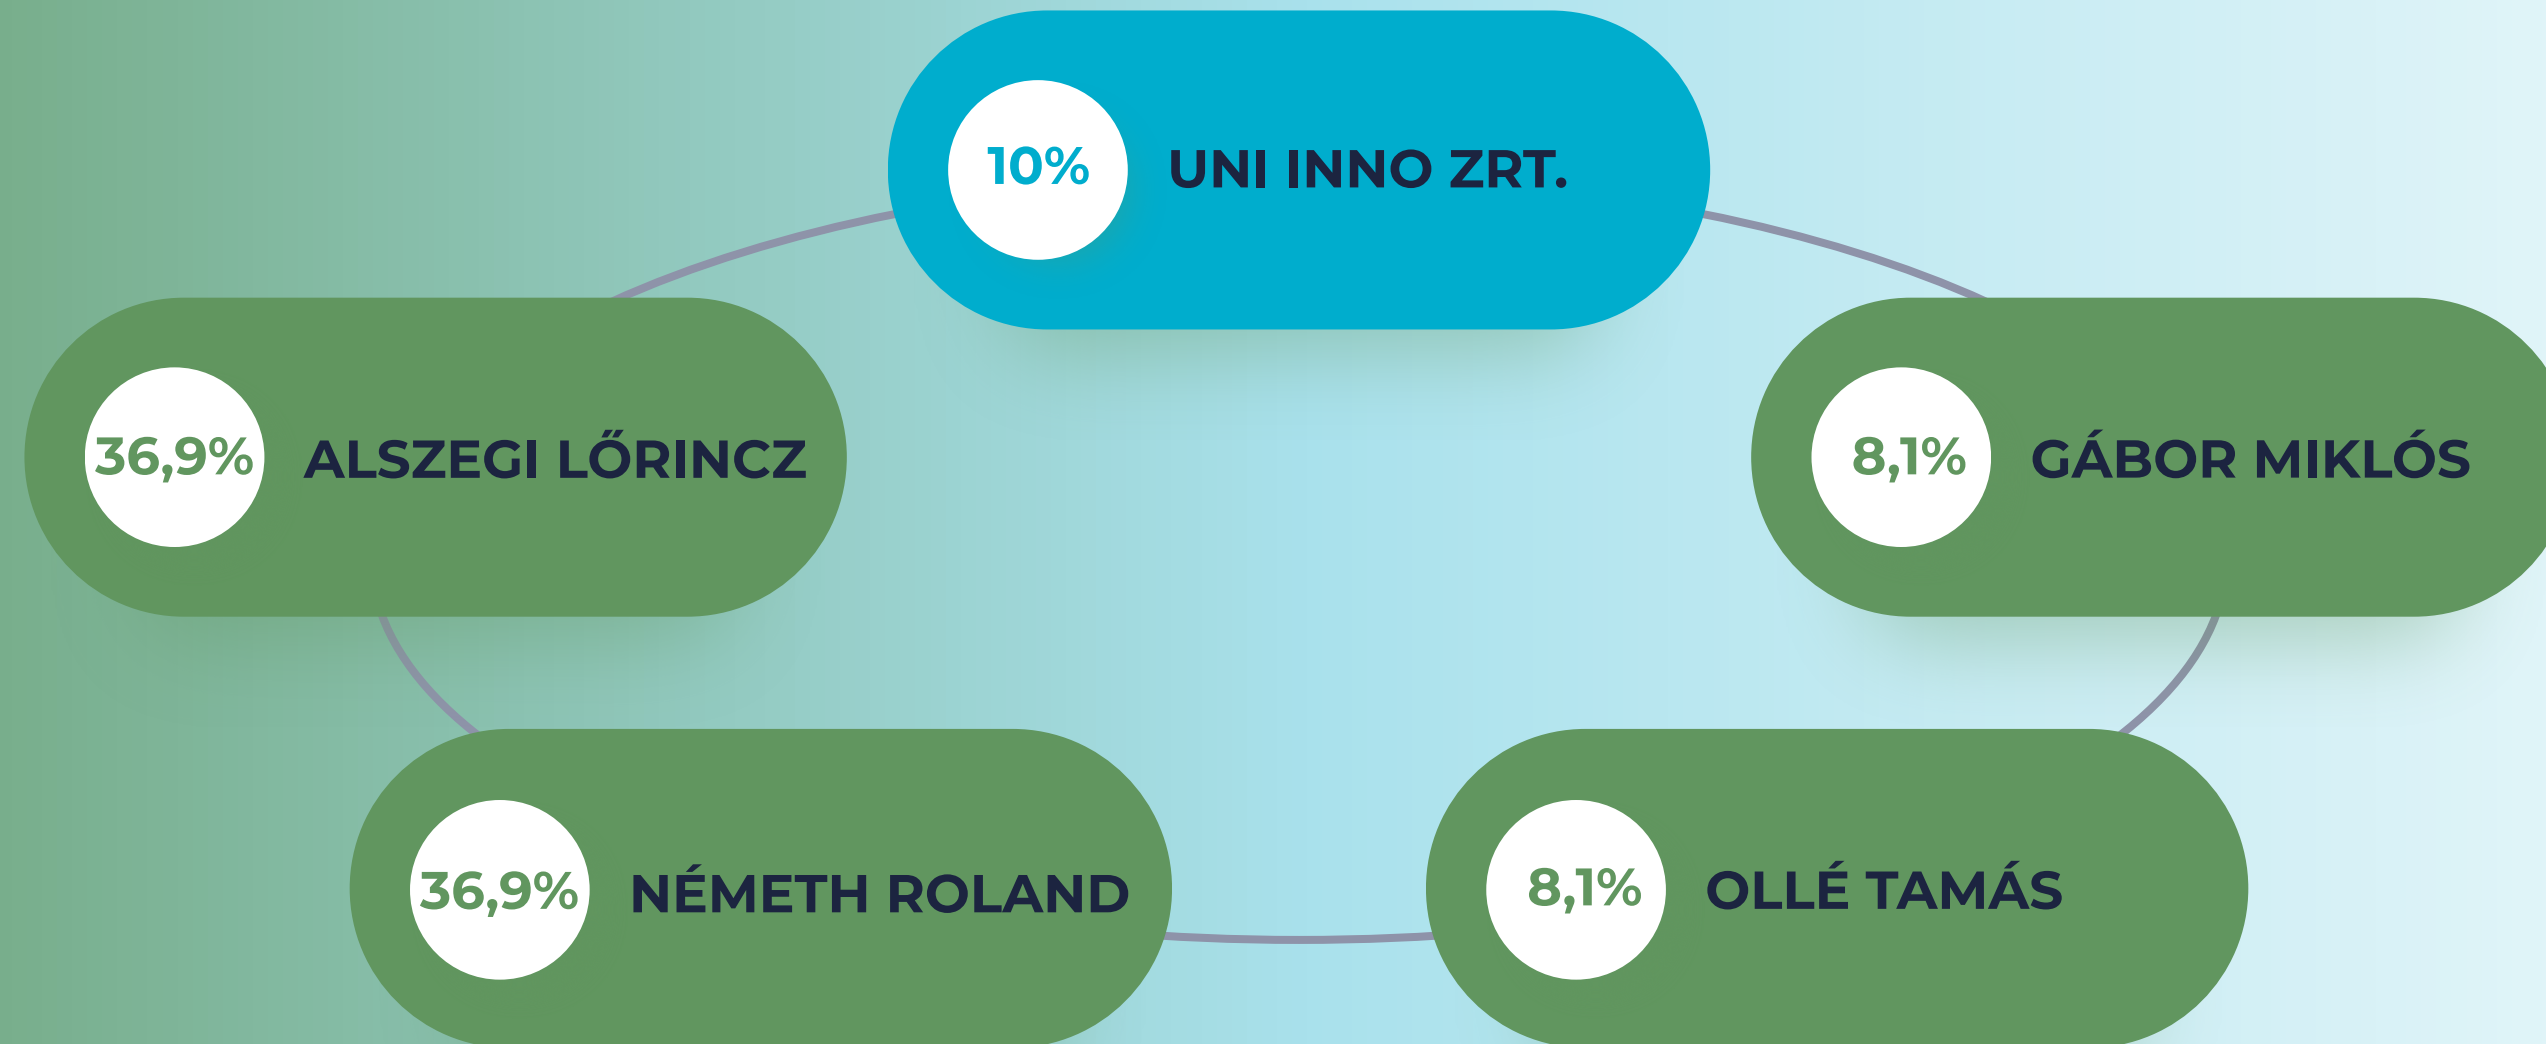 10% UNI INNO ZRT.
36,9% ALSZEGI LŐRINCZ
8,1% GÁBOR MIKLÓS
36,9% NÉMETH ROLAND
8,1% OLLÉ TAMÁS